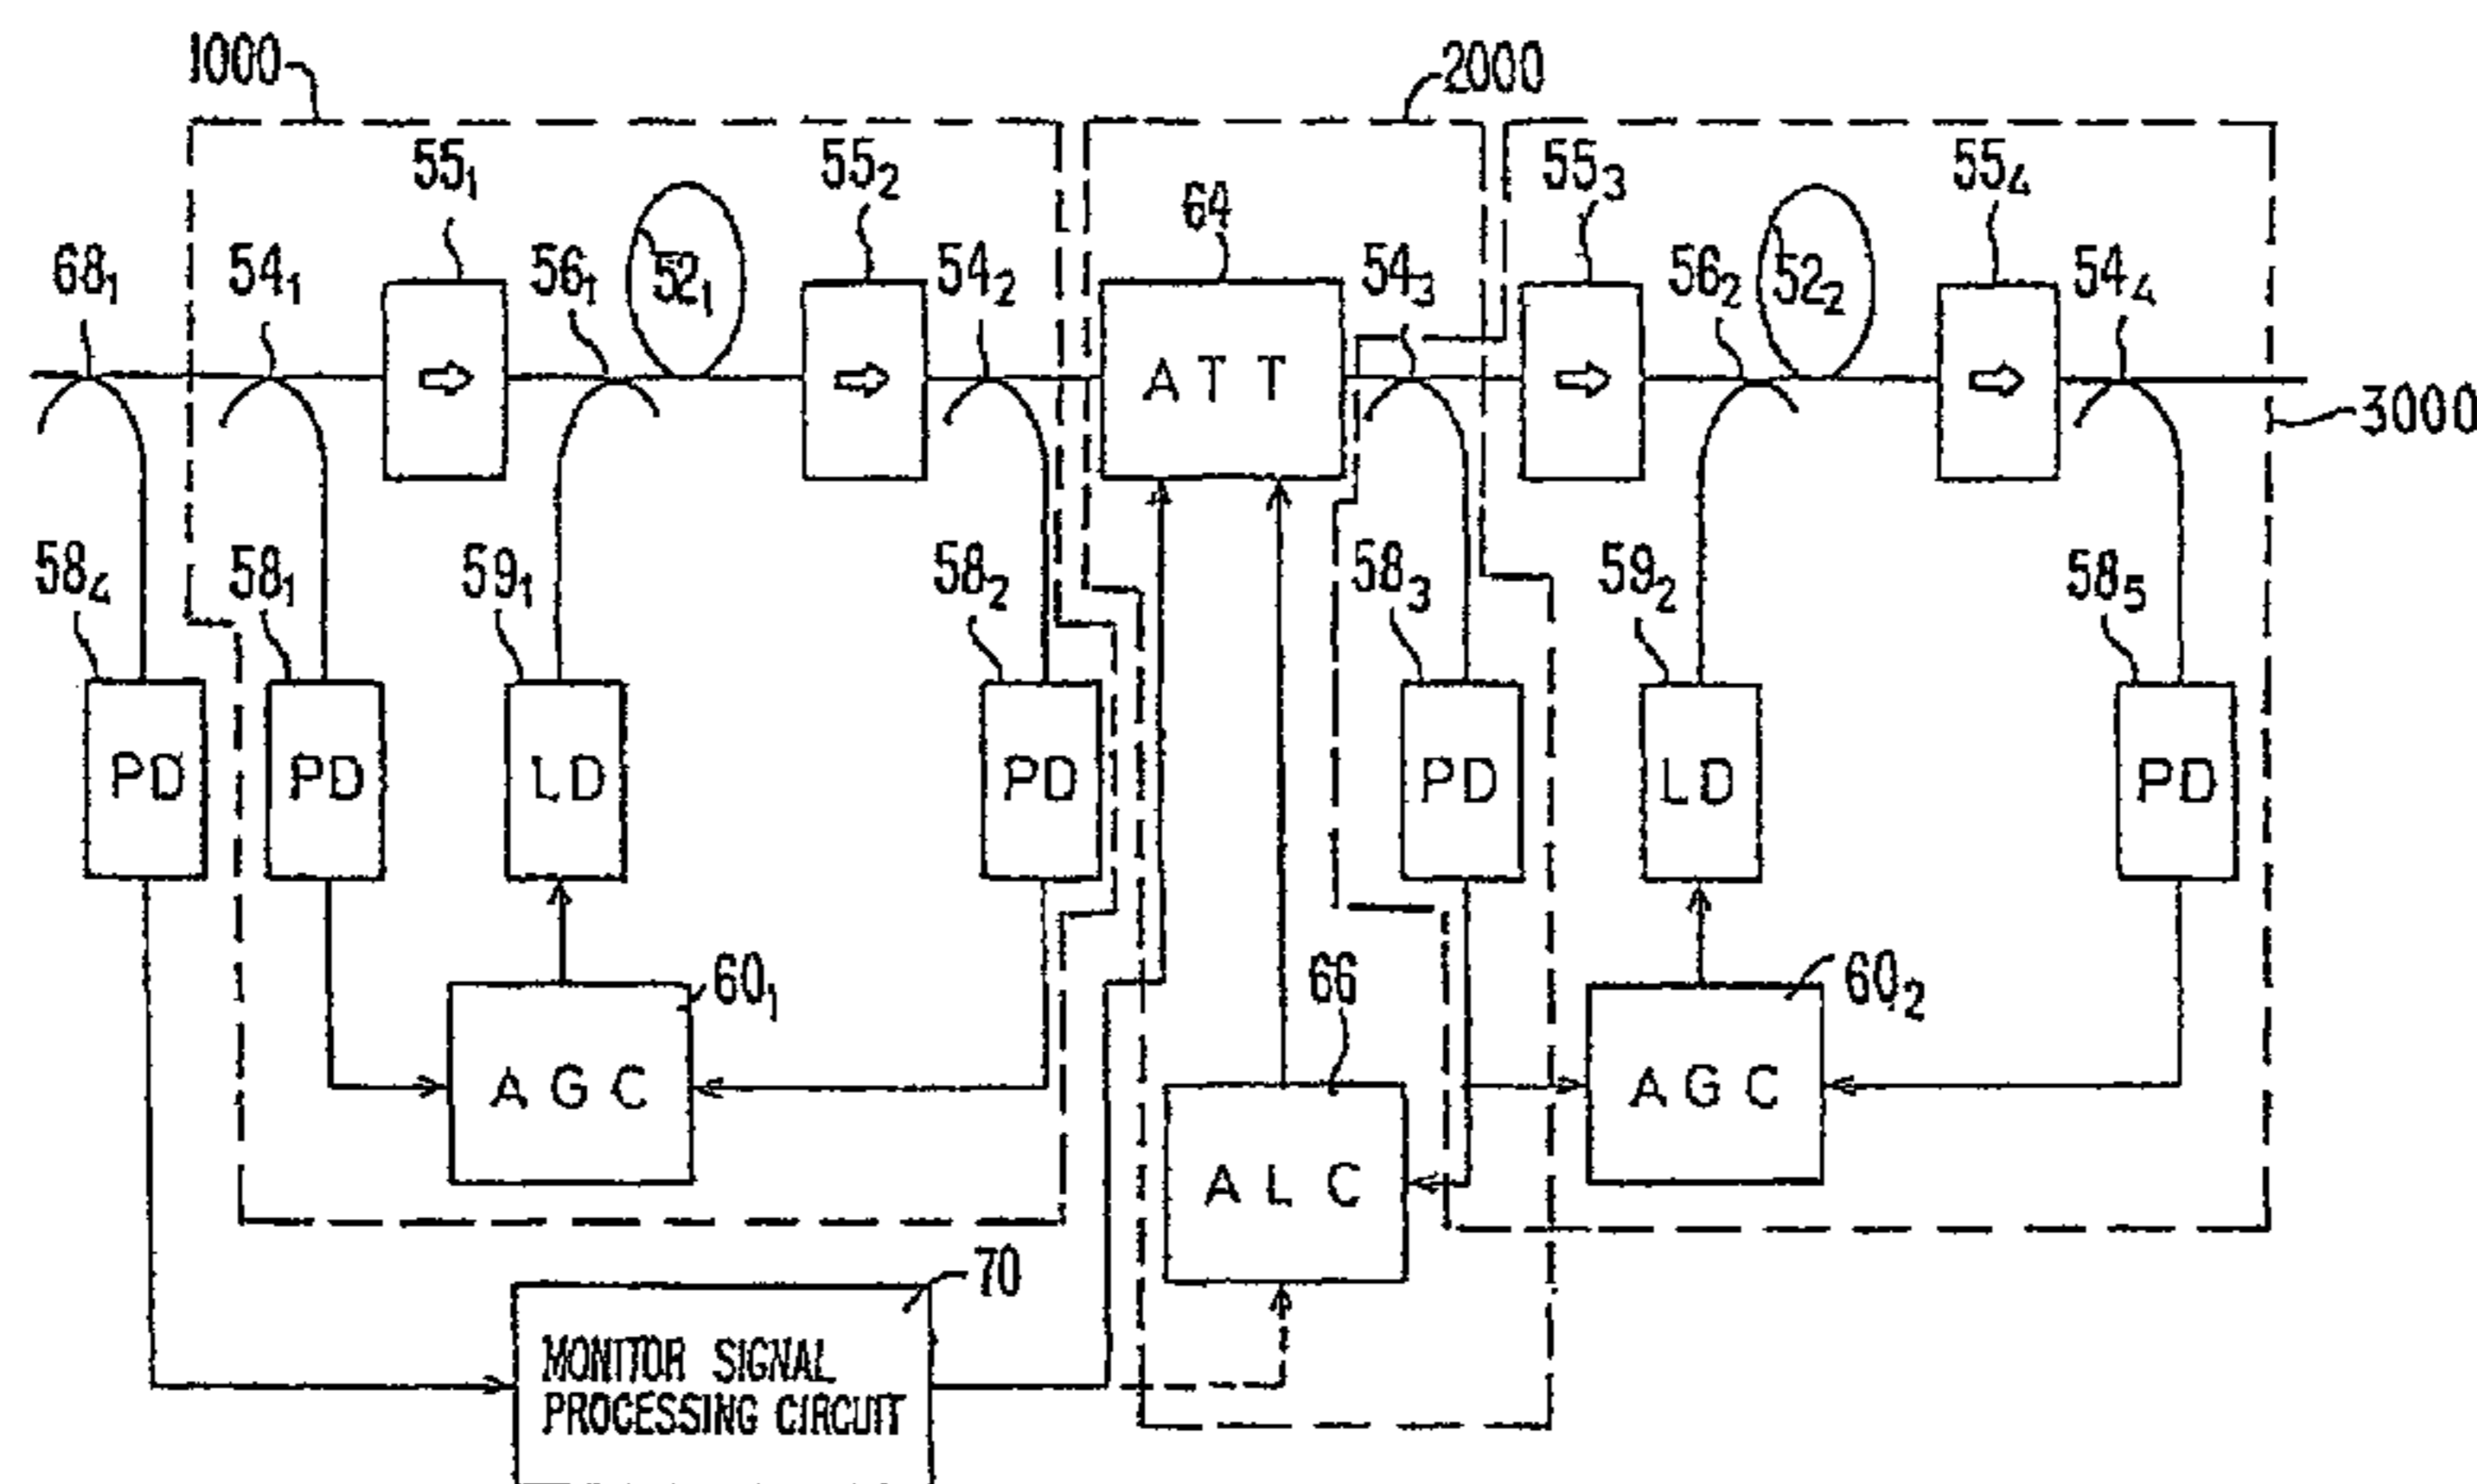 1000
2000
55₁
55₂
64
55₃
55₄
68₁
54₁
56₁
52₁
54₂
54₃
56₂
52₂
54₄
ATT
3000
58₄
58₁
59₁
58₂
58₃
59₂
58₅
PD
PD
LD
PD
PD
LD
PD
60₁
66
60₂
AGC
AGC
ALC
70
MONITOR SIGNAL
PROCESSING CIRCUIT